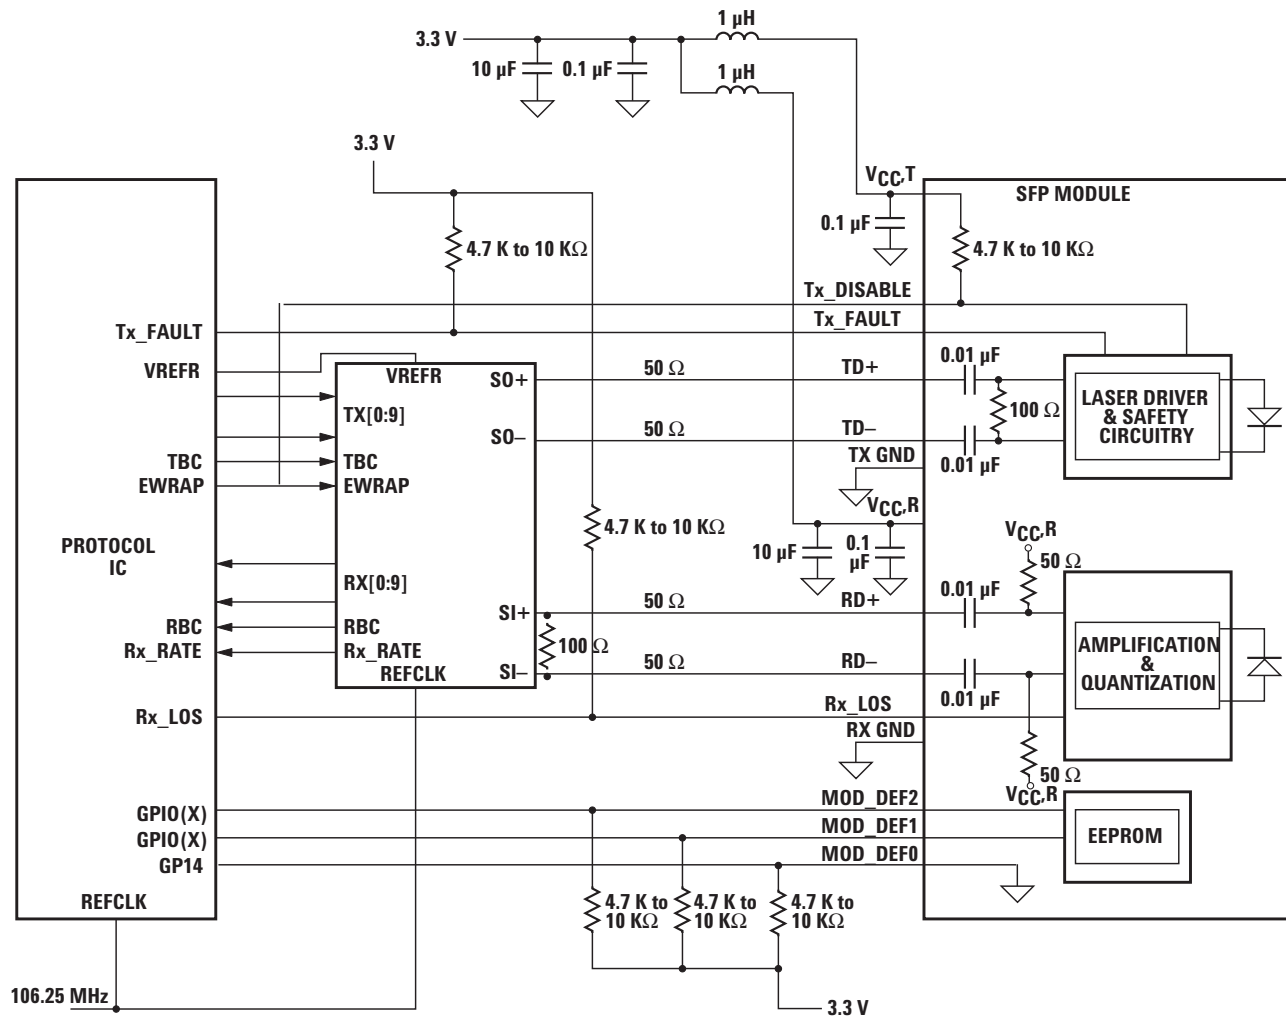 1 µH
3.3 V
10 µF
0.1 µF
1 µH
3.3 V
VCC,T
SFP MODULE
0.1 µF
4.7 K to 10 KΩ
4.7 K to 10 KΩ
Tx_DISABLE
Tx_FAULT
Tx_FAULT
VREFR
VREFR
SO+
50 Ω
TD+
0.01 µF
TX[0:9]
100 Ω
LASER DRIVER
& SAFETY
CIRCUITRY
SO–
50 Ω
TD–
0.01 µF
TBC
TBC
TX GND
EWRAP
EWRAP
VCC,R
4.7 K to 10 KΩ
10 µF
0.1
µF
VCC,R
50 Ω
PROTOCOL
IC
RX[0:9]
SI+
50 Ω
RD+
0.01 µF
RBC
RBC
Rx_RATE
Rx_RATE
100 Ω
AMPLIFICATION
&
QUANTIZATION
REFCLK
SI–
50 Ω
RD–
0.01 µF
Rx_LOS
Rx_LOS
RX GND
50 Ω
VCC,R
GPIO(X)
MOD_DEF2
GPIO(X)
MOD_DEF1
EEPROM
GP14
MOD_DEF0
REFCLK
4.7 K to
10 KΩ
4.7 K to
10 KΩ
4.7 K to
10 KΩ
106.25 MHz
3.3 V